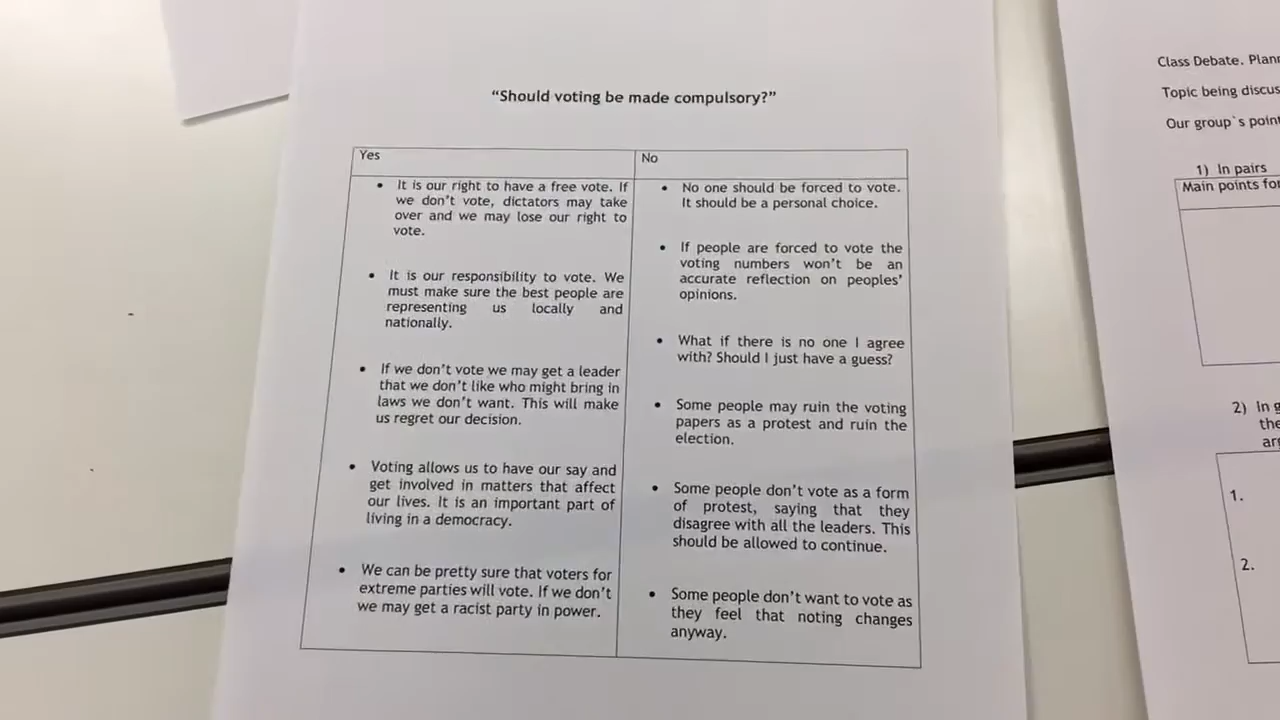 “Should voting be made compulsory?”
Yes
• It is our right to have a free vote. If
we don’t vote, dictators may take
over and we may lose our right to
vote.
• It is our responsibility to vote. We
must make sure the best people are
representing us locally and
nationally.
• If we don’t vote we may get a leader
that we don’t like who might bring in
laws we don’t want. This will make
us regret our decision.
• Voting allows us to have our say and
get involved in matters that affect
our lives. It is an important part of
living in a democracy.
• We can be pretty sure that voters for
extreme parties will vote. If we don’t
we may get a racist party in power.
No
• No one should be forced to vote.
It should be a personal choice.
• If people are forced to vote the
voting numbers won’t be an
accurate reflection on peoples’
opinions.
• What if there is no one I agree
with? Should I just have a guess?
• Some people may ruin the voting
papers as a protest and ruin the
election.
• Some people don’t vote as a form
of protest, saying that they
disagree with all the leaders. This
should be allowed to continue.
• Some people don’t want to vote as
they feel that noting changes
anyway.
Class Debate.
Topic being
Our group`s
1) In pairs
Main points
2) In
1.
2.